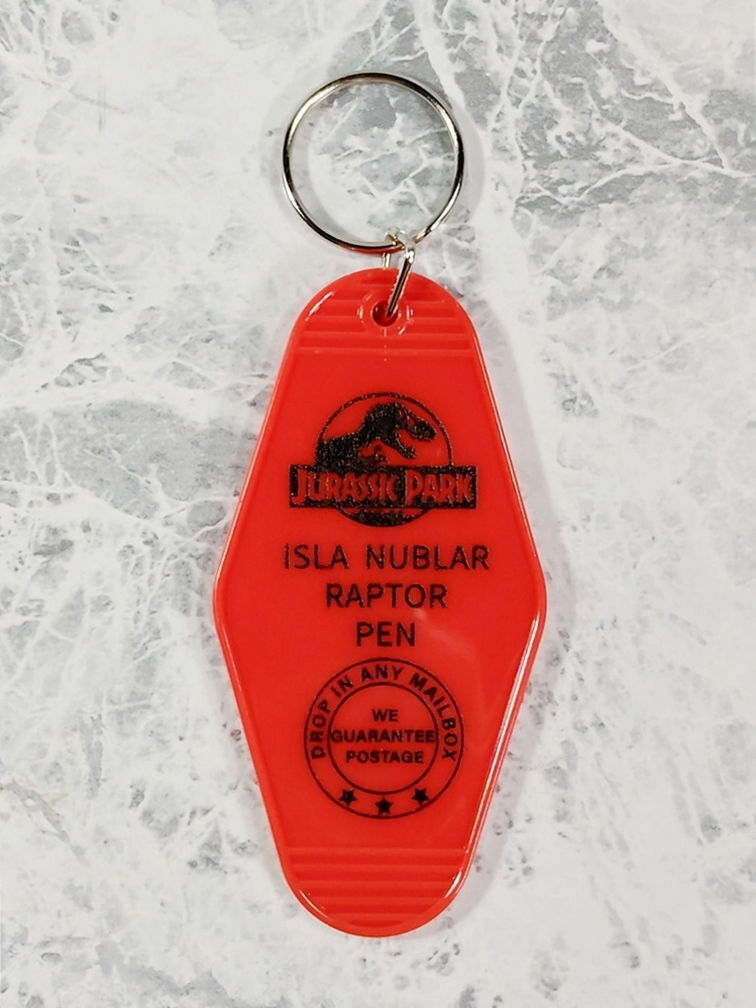 JURASSIC PARK
ISLA NUBLAR
RAPTOR
PEN
DROP IN ANY MAILBOX
WE
GUARANTEE
POSTAGE